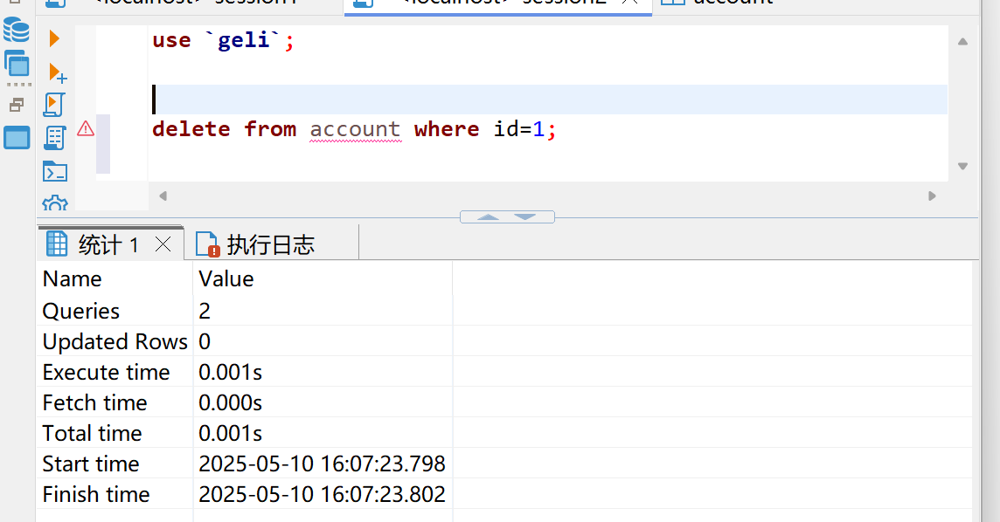 <localhost> session1 <localhost> session2 account
use `geli`;
delete from account where id=1;
统计 1 执行日志
Name Value
Queries 2
Updated Rows 0
Execute time 0.001s
Fetch time 0.000s
Total time 0.001s
Start time 2025-05-10 16:07:23.798
Finish time 2025-05-10 16:07:23.802